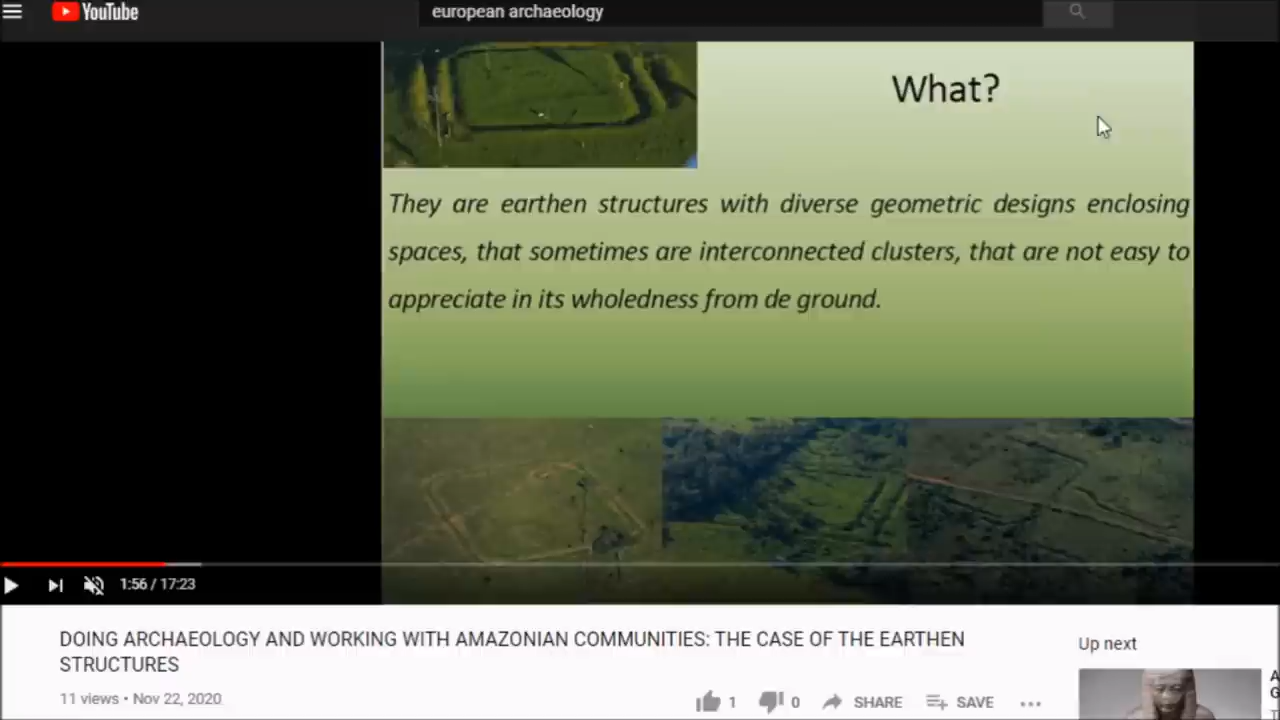 YouTube
european archaeology
What?
They are earthen structures with diverse geometric designs enclosing
spaces, that sometimes are interconnected clusters, that are not easy to
appreciate in its wholedness from de ground.
1:56 / 17:23
DOING ARCHAEOLOGY AND WORKING WITH AMAZONIAN COMMUNITIES: THE CASE OF THE EARTHEN
STRUCTURES
Up next
11 views • Nov 22, 2020
1
0
SHARE
SAVE
A
G